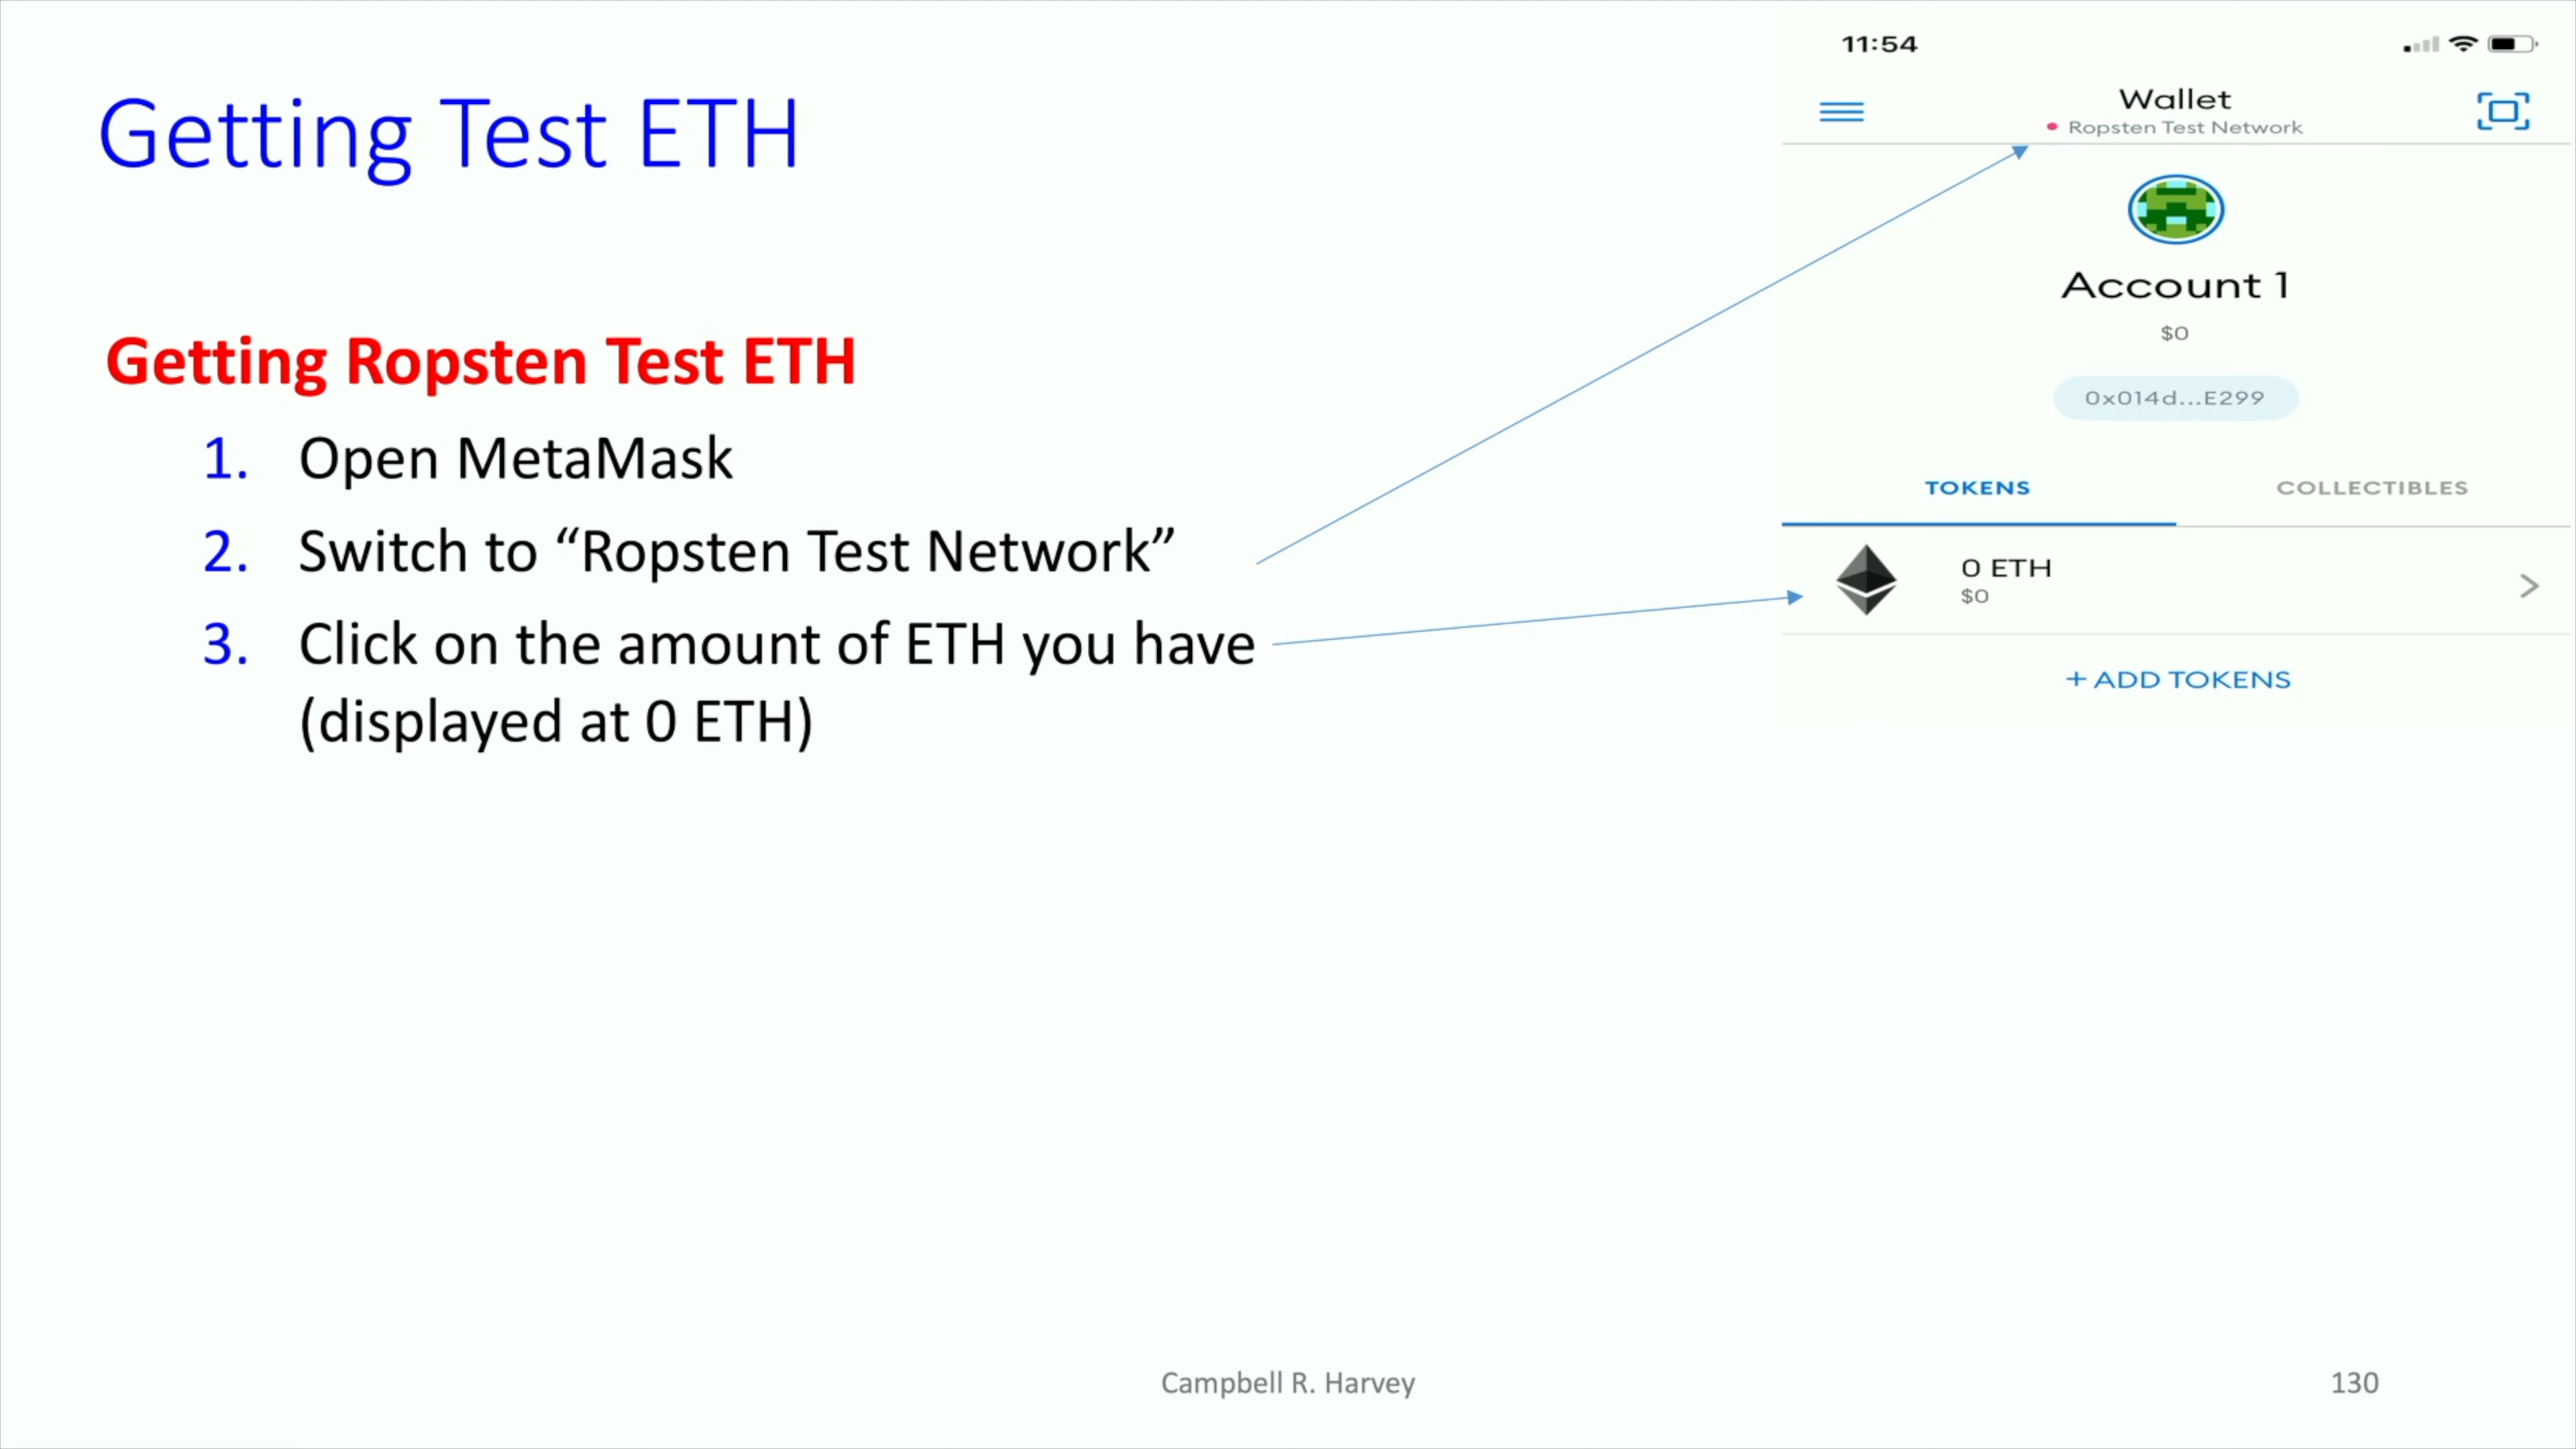 Getting Test ETH
Getting Ropsten Test ETH
1. Open MetaMask
2. Switch to “Ropsten Test Network”
3. Click on the amount of ETH you have
(displayed at 0 ETH)
11:54
Wallet
Ropsten Test Network
Account 1
$0
0x014d...E299
TOKENS
COLLECTIBLES
0 ETH
$0
+ ADD TOKENS
Campbell R. Harvey
130